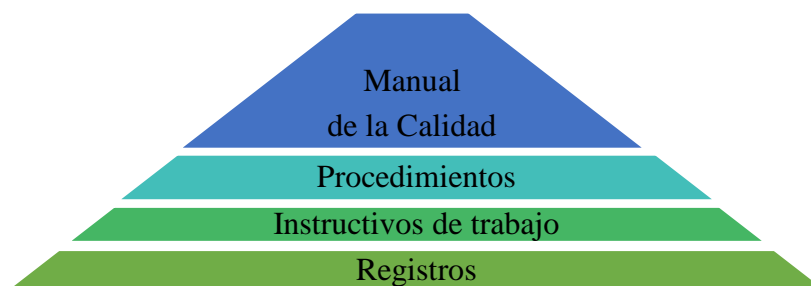 Manual
de la Calidad
Procedimientos
Instructivos de trabajo
Registros